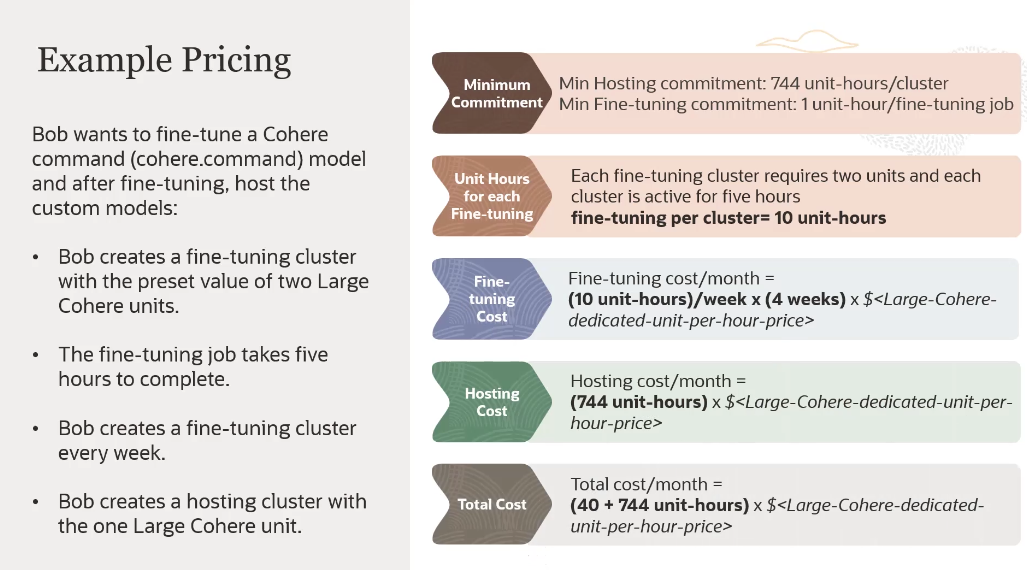 Example Pricing
Bob wants to fine-tune a Cohere
command (cohere.command) model
and after fine-tuning, host the
custom models:
• Bob creates a fine-tuning cluster
with the preset value of two Large
Cohere units.
• The fine-tuning job takes five
hours to complete.
• Bob creates a fine-tuning cluster
every week.
• Bob creates a hosting cluster with
the one Large Cohere unit.
Minimum
Commitment
Min Hosting commitment: 744 unit-hours/cluster
Min Fine-tuning commitment: 1 unit-hour/fine-tuning job
Unit Hours
for each
Fine-tuning
Each fine-tuning cluster requires two units and each
cluster is active for five hours
fine-tuning per cluster= 10 unit-hours
Fine-
tuning
Cost
Fine-tuning cost/month =
(10 unit-hours)/week x (4 weeks) x $<Large-Cohere-
dedicated-unit-per-hour-price>
Hosting
Cost
Hosting cost/month =
(744 unit-hours) x $<Large-Cohere-dedicated-unit-per-
hour-price>
Total Cost
Total cost/month =
(40 + 744 unit-hours) x $<Large-Cohere-dedicated-
unit-per-hour-price>